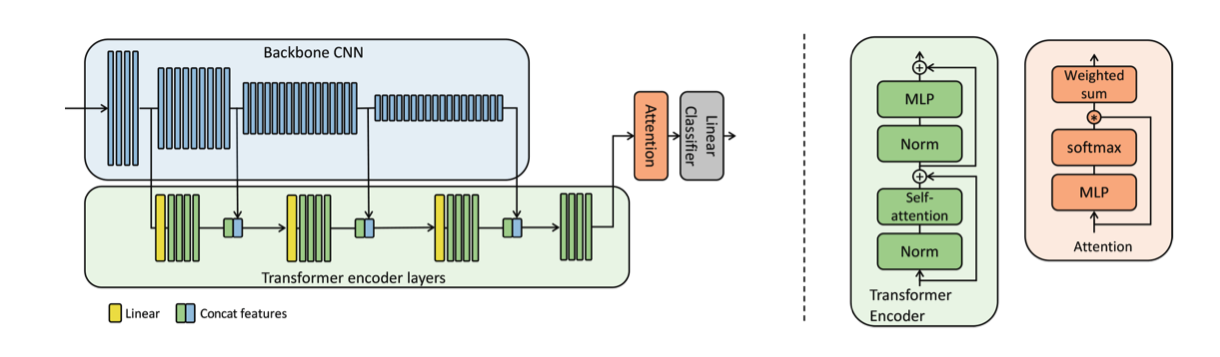 Backbone CNN
Attention
Linear
Classifier
Transformer encoder layers
Linear
Concat features
MLP
Norm
Self-
attention
Norm
Transformer
Encoder
Weighted
sum
*
softmax
MLP
Attention